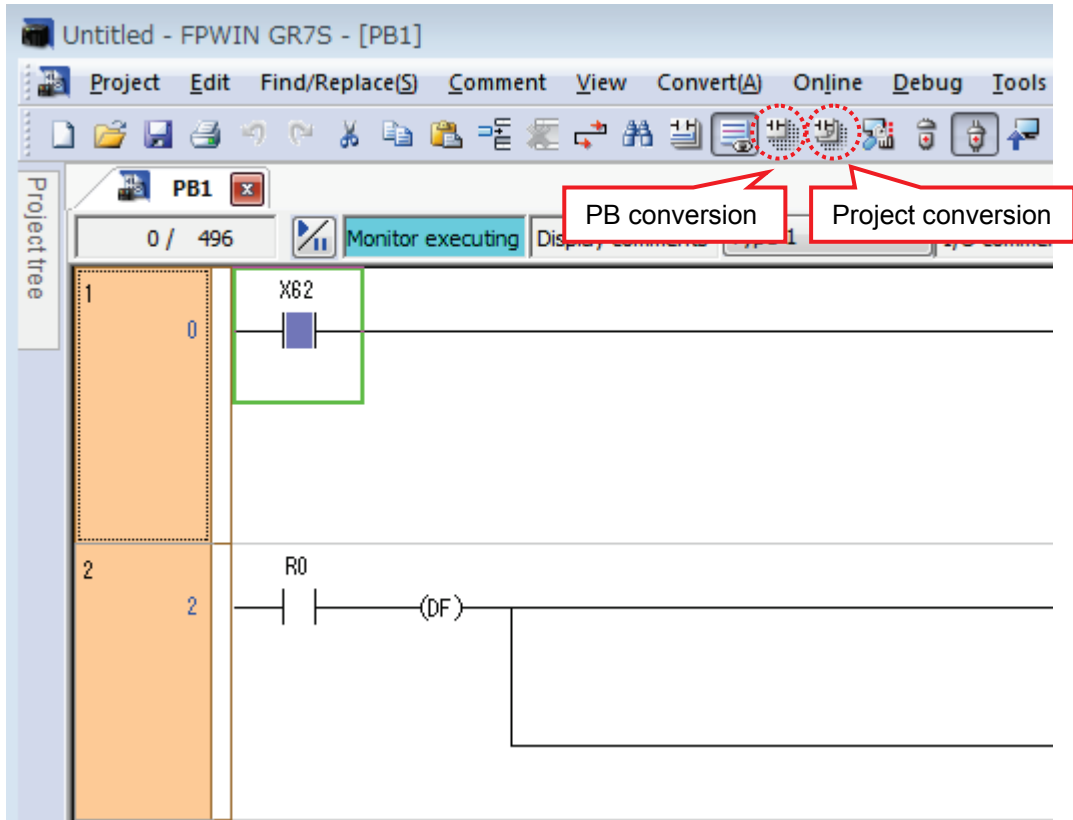 Untitled - FPWIN GR7S - [PB1]
Project Edit Find/Replace(S) Comment View Convert(A) Online Debug Tools
Project tree
PB1
PB conversion
Project conversion
0 / 496 Monitor executing
1
X62
0
2
R0
2
(DF)